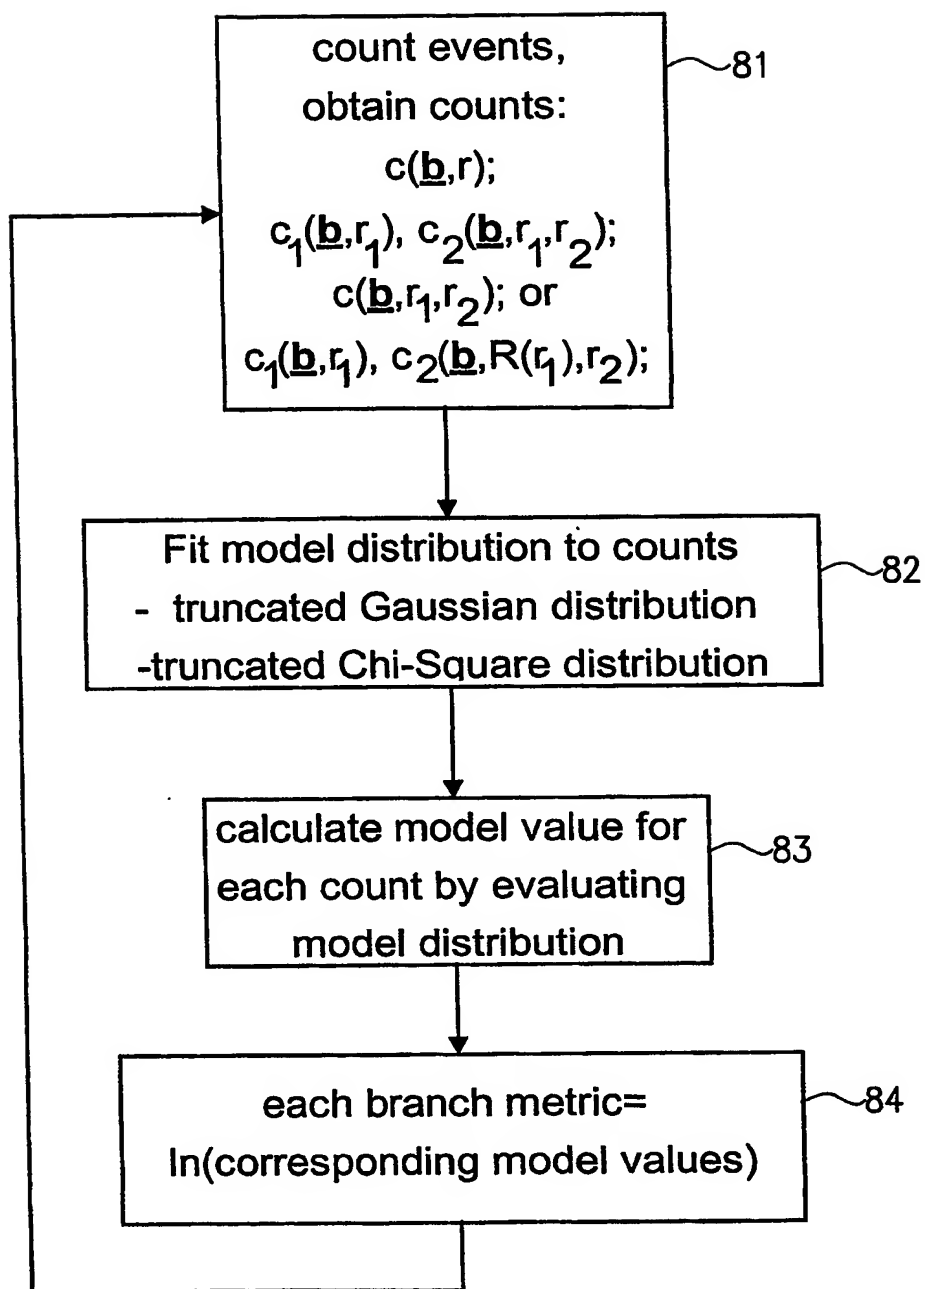 count events,
obtain counts:
c(b,r);
c₁(b,r₁), c₂(b,r₁,r₂);
c(b,r₁,r₂); or
c₁(b,r₁), c₂(b,R(r₁),r₂);
81
Fit model distribution to counts
- truncated Gaussian distribution
-truncated Chi-Square distribution
82
calculate model value for
each count by evaluating
model distribution
83
each branch metric=
ln(corresponding model values)
84